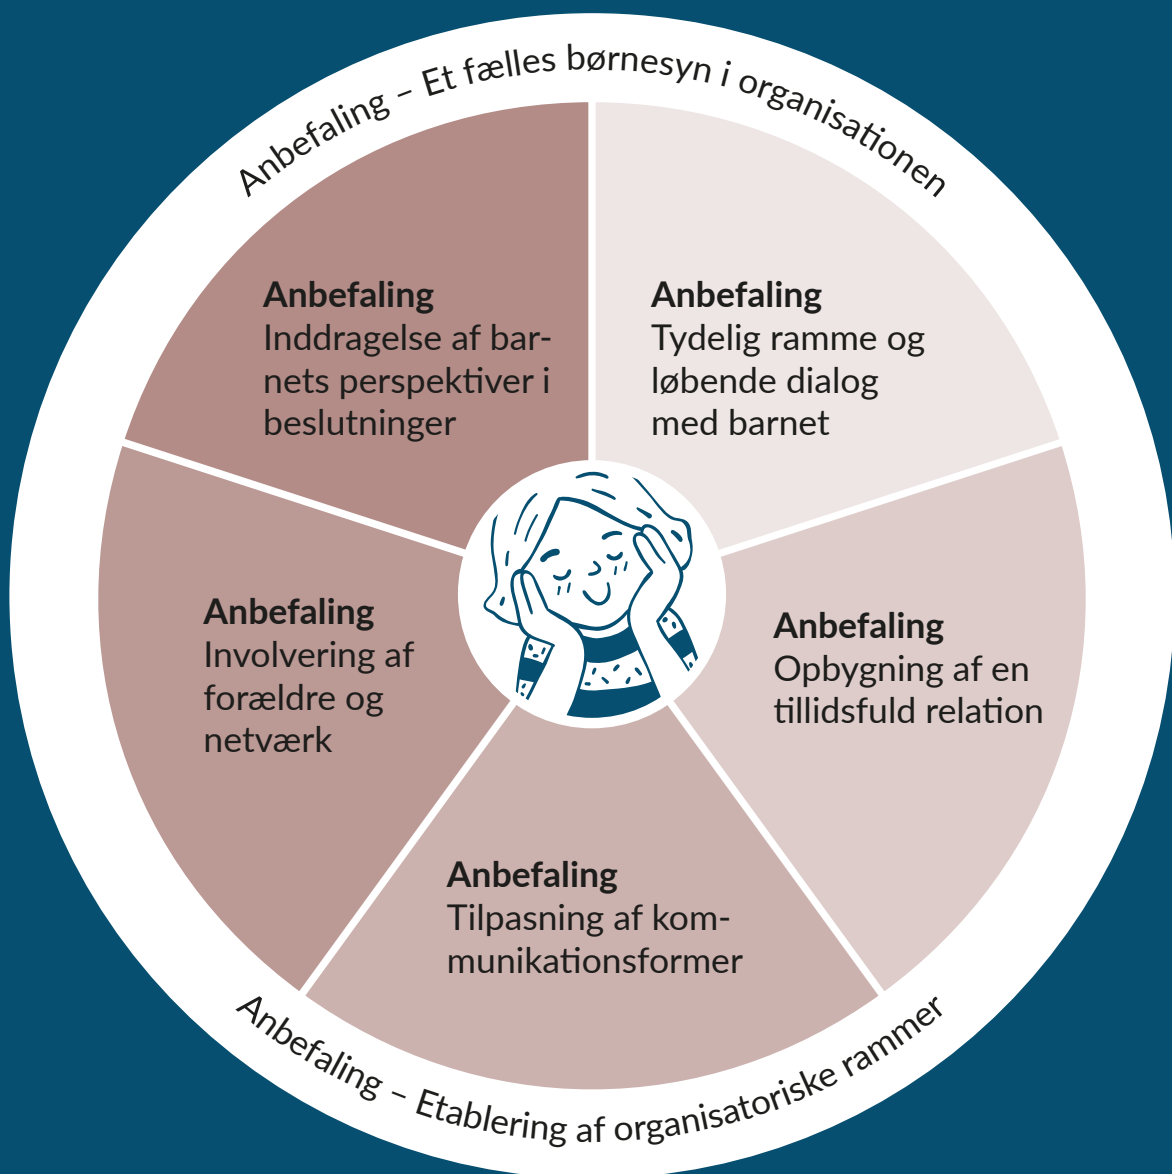 Anbefaling – Et fælles børnesyn i organisationen
Anbefaling
Inddragelse af bar-
nets perspektiver i
beslutninger
Anbefaling
Tydelig ramme og
løbende dialog
med barnet
Anbefaling
Involvering af
forældre og
netværk
Anbefaling
Opbygning af en
tillidsfuld relation
Anbefaling
Tilpasning af kom-
munikationsformer
Anbefaling – Etablering af organisatoriske rammer